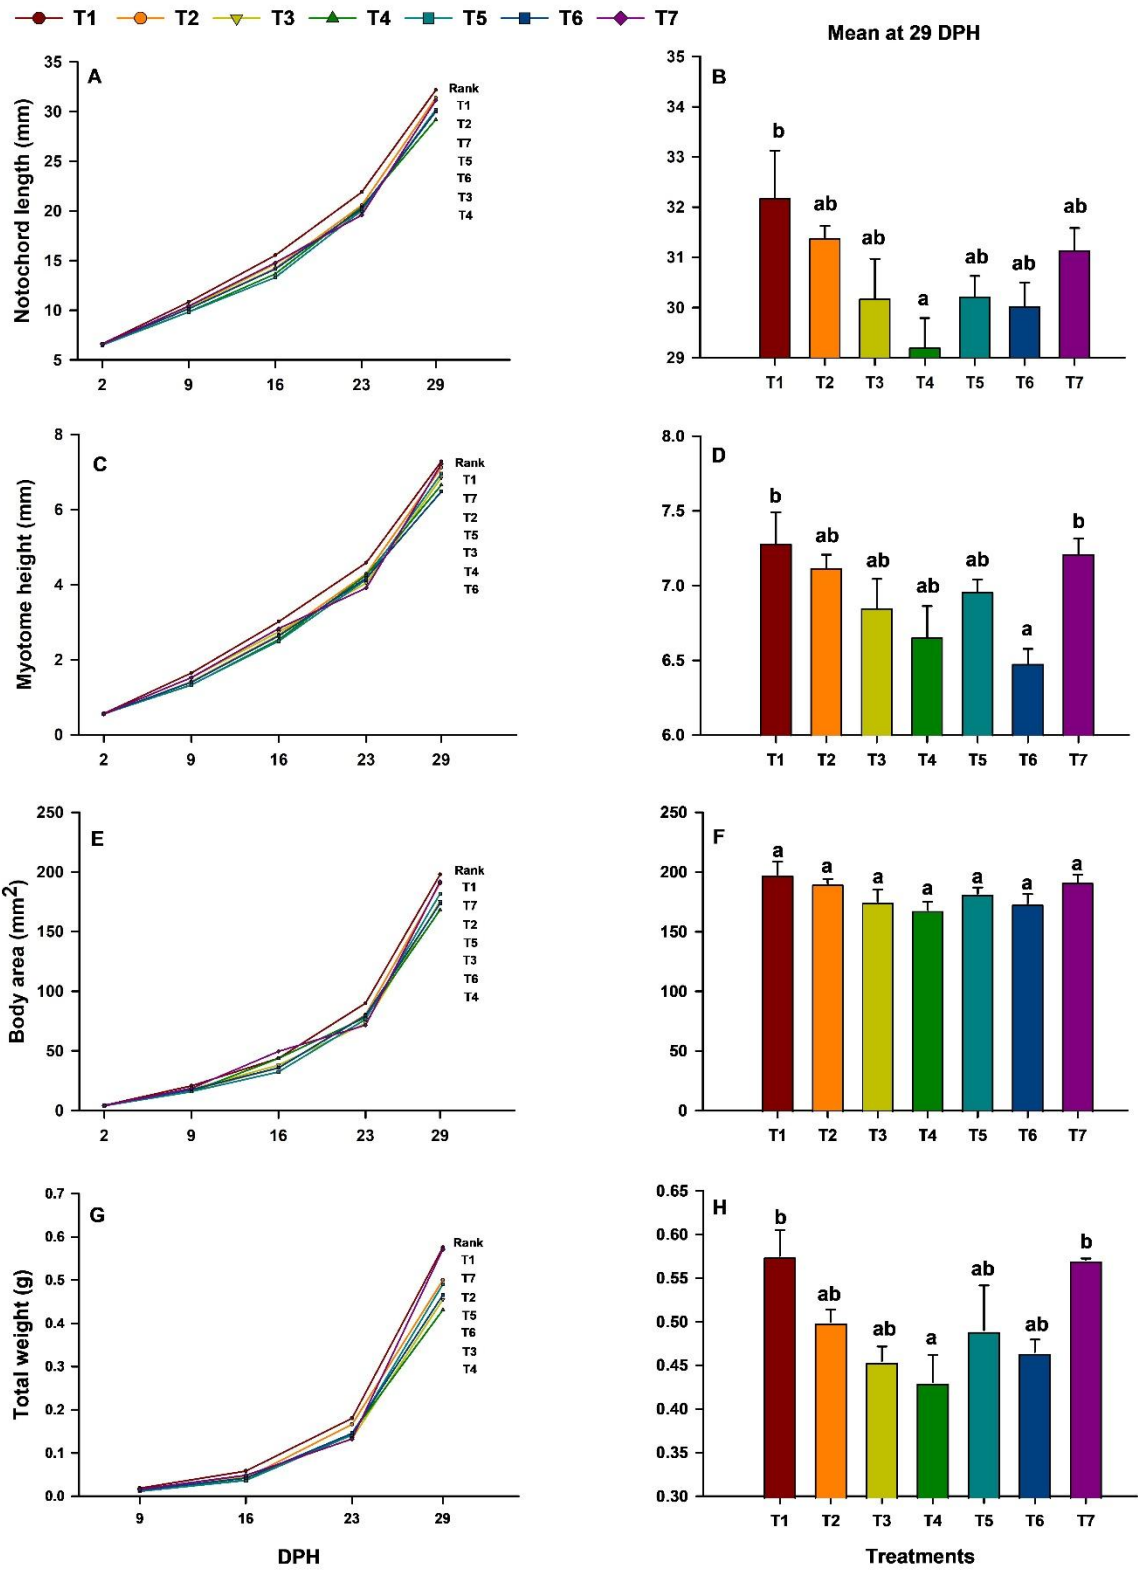 T1 T2 T3 T4 T5 T6 T7
Mean at 29 DPH
A
Notochord length (mm)
35
30
25
20
15
10
5
2 9 16 23 29
Rank
T1
T2
T7
T5
T6
T3
T4
B
35
34
33
32
31
30
29
b ab ab a ab ab ab
T1 T2 T3 T4 T5 T6 T7
C
Myotome height (mm)
8
6
4
2
0
2 9 16 23 29
Rank
T1
T7
T2
T5
T3
T4
T6
D
8.0
7.5
7.0
6.5
6.0
b ab ab ab ab a b
T1 T2 T3 T4 T5 T6 T7
E
Body area (mm2)
250
200
150
100
50
0
2 9 16 23 29
Rank
T1
T7
T2
T5
T3
T6
T4
F
250
200
150
100
50
0
a a a a a a a
T1 T2 T3 T4 T5 T6 T7
G
Total weight (g)
0.7
0.6
0.5
0.4
0.3
0.2
0.1
0.0
9 16 23 29
DPH
Rank
T1
T7
T2
T5
T6
T3
T4
H
0.65
0.60
0.55
0.50
0.45
0.40
0.35
0.30
b ab ab a ab ab b
T1 T2 T3 T4 T5 T6 T7
Treatments